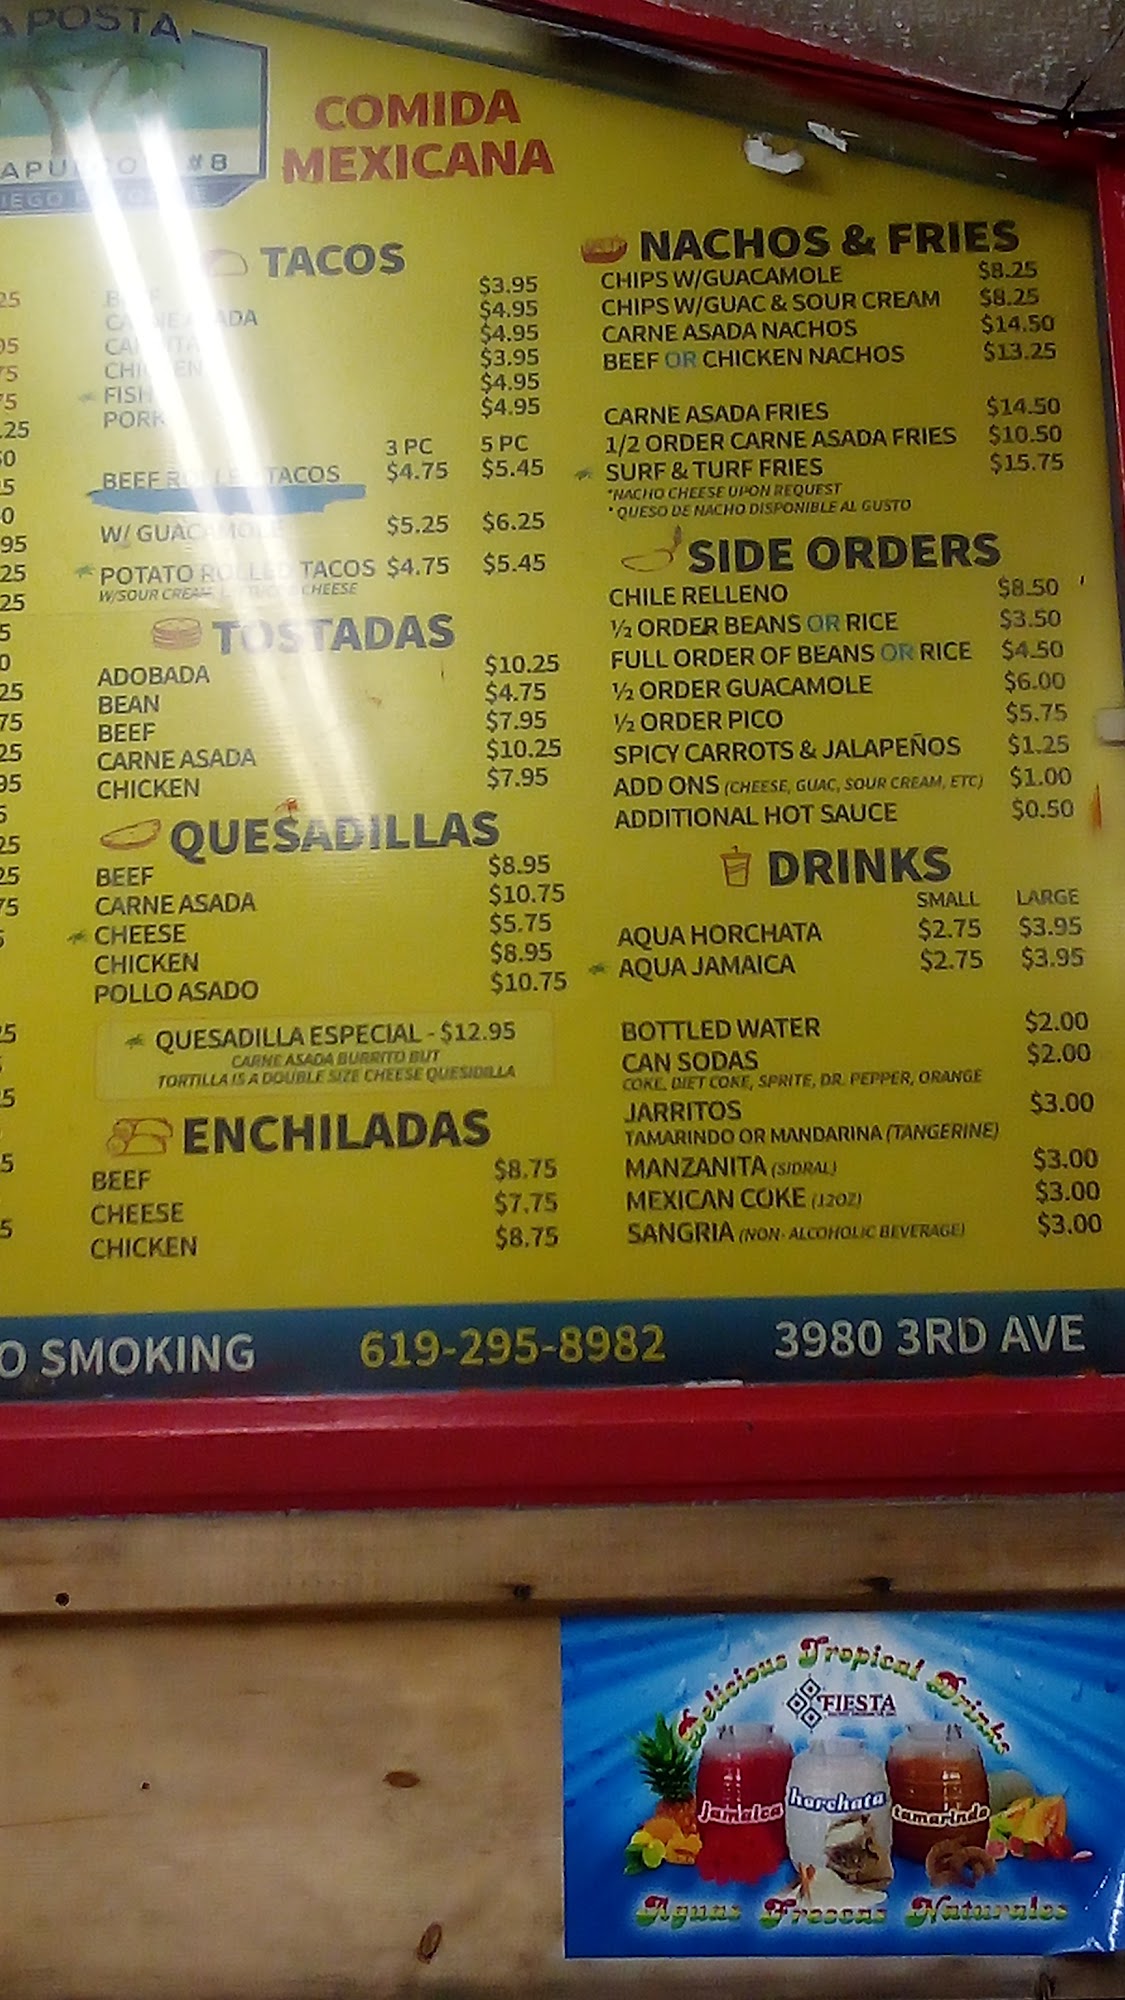 APOSTA
#8
COMIDA
MEXICANA
TACOS
$3.95
$4.95
$4.95
CHICKEN $3.95
FISH $4.95
PORK $4.95
3 PC 5 PC
BEEF ROLLED TACOS $4.75 $5.45
W/ GUACAMOLE $5.25 $6.25
POTATO ROLLED TACOS $4.75 $5.45
W/SOUR CREAM, LETTUCE & CHEESE
TOSTADAS
ADOBADA $10.25
BEAN $4.75
BEEF $7.95
CARNE ASADA $10.25
CHICKEN $7.95
QUESADILLAS
BEEF $8.95
CARNE ASADA $10.75
CHEESE $5.75
CHICKEN $8.95
POLLO ASADO $10.75
QUESADILLA ESPECIAL - $12.95
CARNE ASADA BURRITO BUT
TORTILLA IS A DOUBLE SIZE CHEESE QUESIDILLA
ENCHILADAS
BEEF $8.75
CHEESE $7.75
CHICKEN $8.75
NACHOS & FRIES
CHIPS W/GUACAMOLE $8.25
CHIPS W/GUAC & SOUR CREAM $8.25
CARNE ASADA NACHOS $14.50
BEEF OR CHICKEN NACHOS $13.25
CARNE ASADA FRIES $14.50
1/2 ORDER CARNE ASADA FRIES $10.50
SURF & TURF FRIES $15.75
*NACHO CHEESE UPON REQUEST
* QUESO DE NACHO DISPONIBLE AL GUSTO
SIDE ORDERS
CHILE RELLENO $8.50
½ ORDER BEANS OR RICE $3.50
FULL ORDER OF BEANS OR RICE $4.50
½ ORDER GUACAMOLE $6.00
½ ORDER PICO $5.75
SPICY CARROTS & JALAPEÑOS $1.25
ADD ONS (CHEESE, GUAC, SOUR CREAM, ETC) $1.00
ADDITIONAL HOT SAUCE $0.50
DRINKS
SMALL LARGE
AQUA HORCHATA $2.75 $3.95
AQUA JAMAICA $2.75 $3.95
BOTTLED WATER $2.00
CAN SODAS $2.00
COKE, DIET COKE, SPRITE, DR. PEPPER, ORANGE
JARRITOS $3.00
TAMARINDO OR MANDARINA (TANGERINE)
MANZANITA (SIDRAL) $3.00
MEXICAN COKE (12OZ) $3.00
SANGRIA (NON- ALCOHOLIC BEVERAGE) $3.00
O SMOKING 619-295-8982 3980 3RD AVE
Delicious Tropical Drinks
FIESTA
jamaica horchata tamarindo
Aguas Frescas Naturales